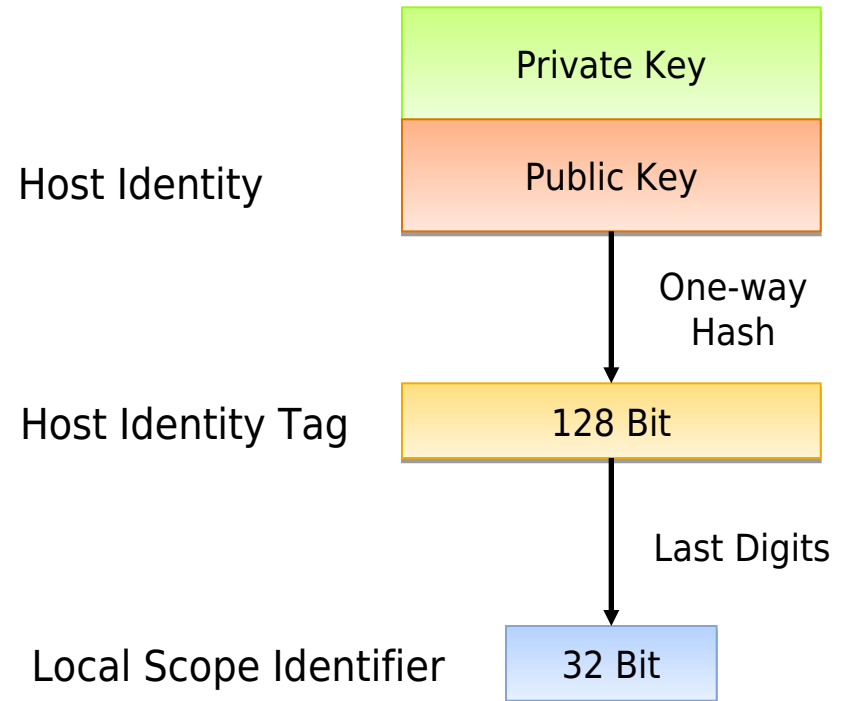 Private Key
Host Identity
Public Key
One-way
Hash
Host Identity Tag
128 Bit
Last Digits
Local Scope Identifier
32 Bit